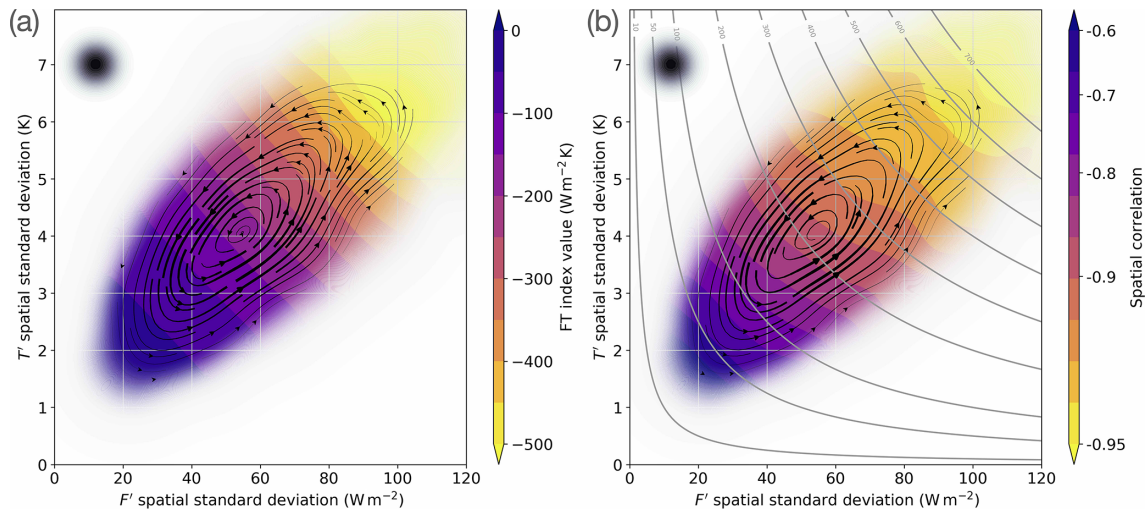 (a)
7
6
5
4
3
2
1
0
T′ spatial standard deviation (K)
0 20 40 60 80 100 120
F′ spatial standard deviation (W m−2)
0
−100
−200
−300
−400
−500
FT index value (W m−2 K)
(b)
10 50 100 200 300 400 500 600 700
7
6
5
4
3
2
1
0
T′ spatial standard deviation (K)
0 20 40 60 80 100 120
F′ spatial standard deviation (W m−2)
-0.6
-0.7
-0.8
-0.9
-0.95
Spatial correlation